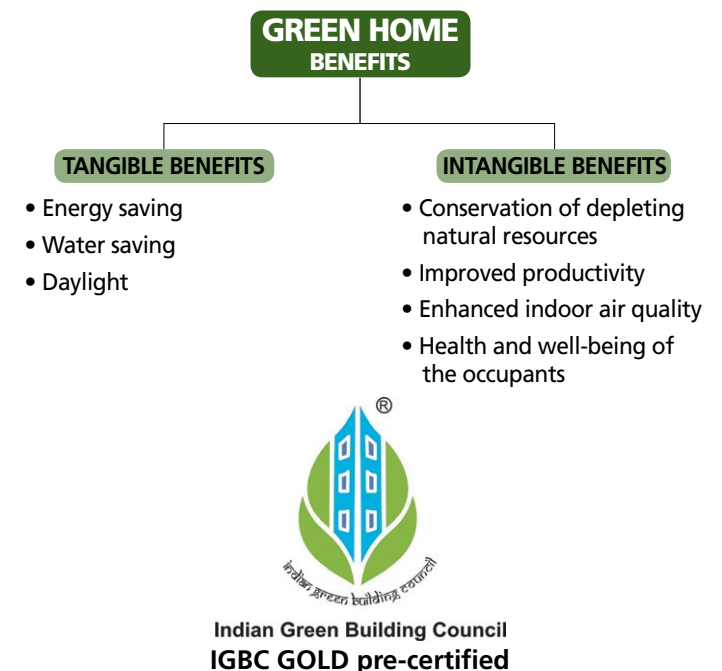 GREEN HOME
BENEFITS
TANGIBLE BENEFITS
• Energy saving
• Water saving
• Daylight
INTANGIBLE BENEFITS
• Conservation of depleting
natural resources
• Improved productivity
• Enhanced indoor air quality
• Health and well-being of
the occupants
®
indian green building council
Indian Green Building Council
IGBC GOLD pre-certified